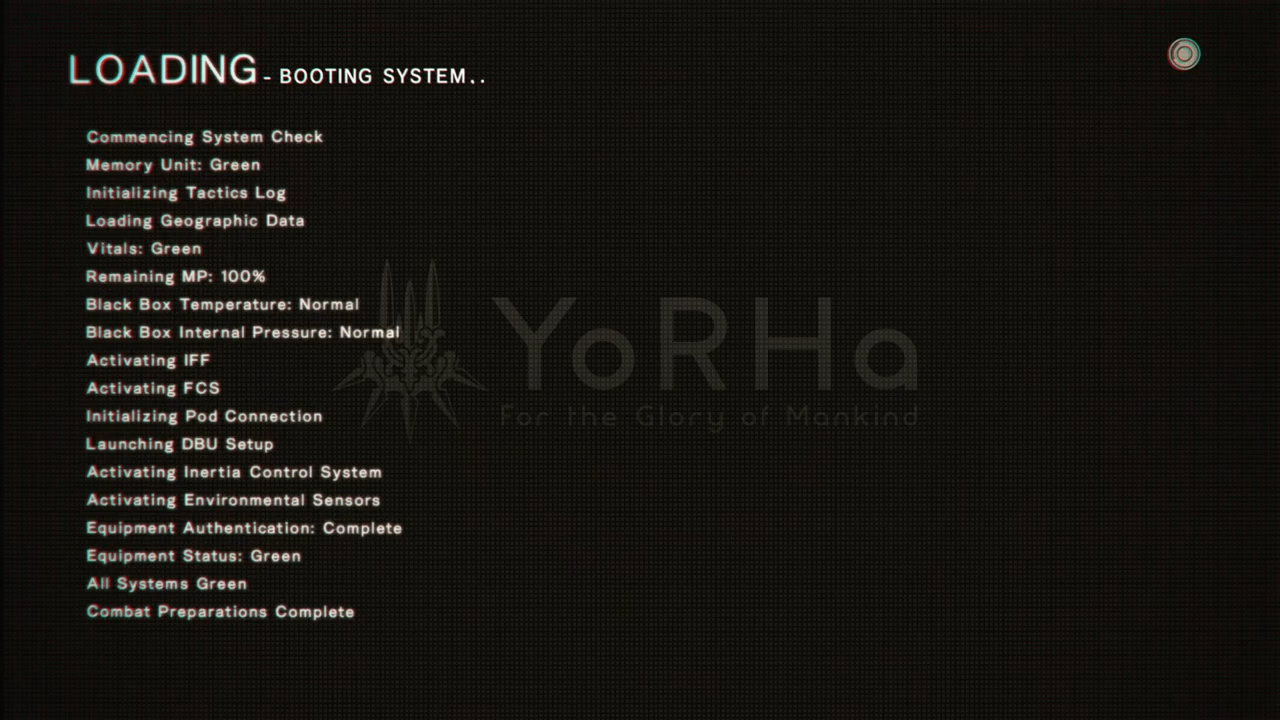 LOADING - BOOTING SYSTEM..
Commencing System Check
Memory Unit: Green
Initializing Tactics Log
Loading Geographic Data
Vitals: Green
Remaining MP: 100%
Black Box Temperature: Normal
Black Box Internal Pressure: Normal
Activating IFF
Activating FCS
Initializing Pod Connection
Launching DBU Setup
Activating Inertia Control System
Activating Environmental Sensors
Equipment Authentication: Complete
Equipment Status: Green
All Systems Green
Combat Preparations Complete
YoRHa
For the Glory of Mankind